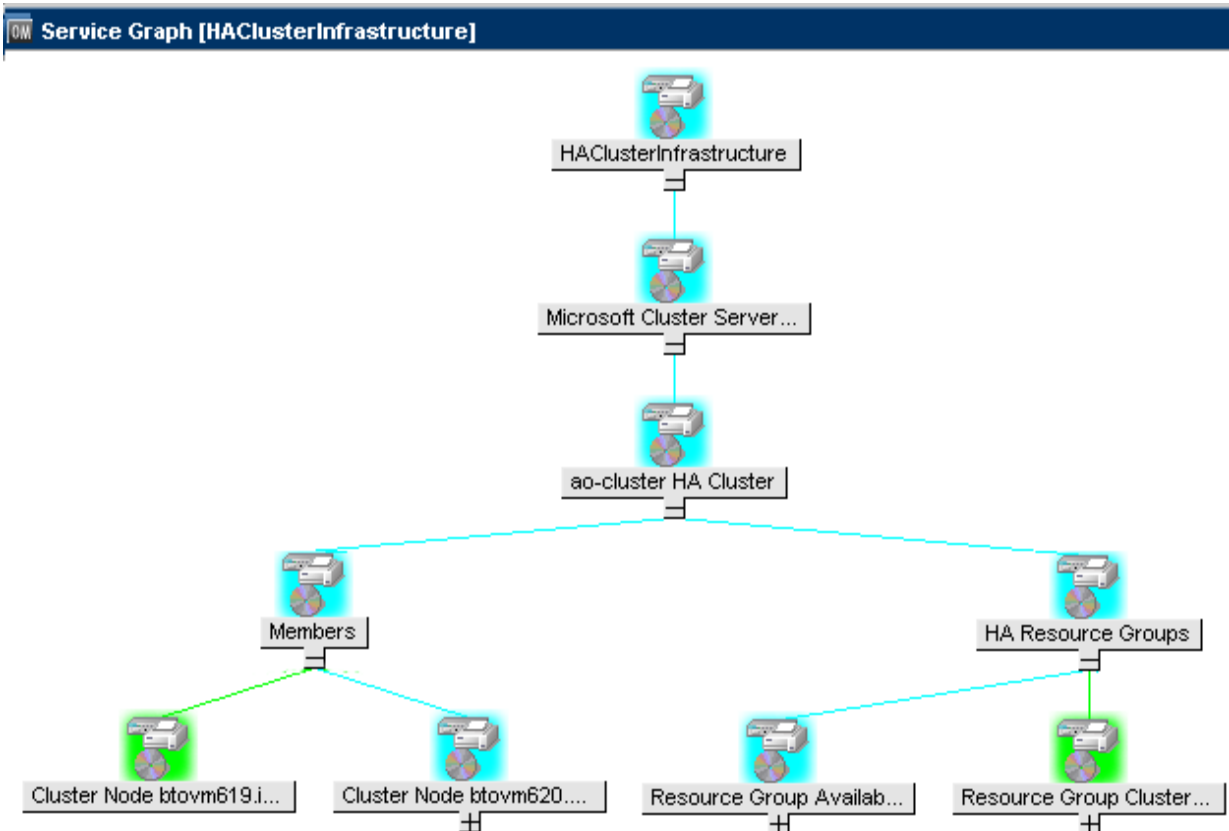 OM Service Graph [HAClusterInfrastructure]
HAClusterInfrastructure
Microsoft Cluster Server...
ao-cluster HA Cluster
Members
HA Resource Groups
Cluster Node btovm619.i...
Cluster Node btovm620....
Resource Group Availab...
Resource Group Cluster...